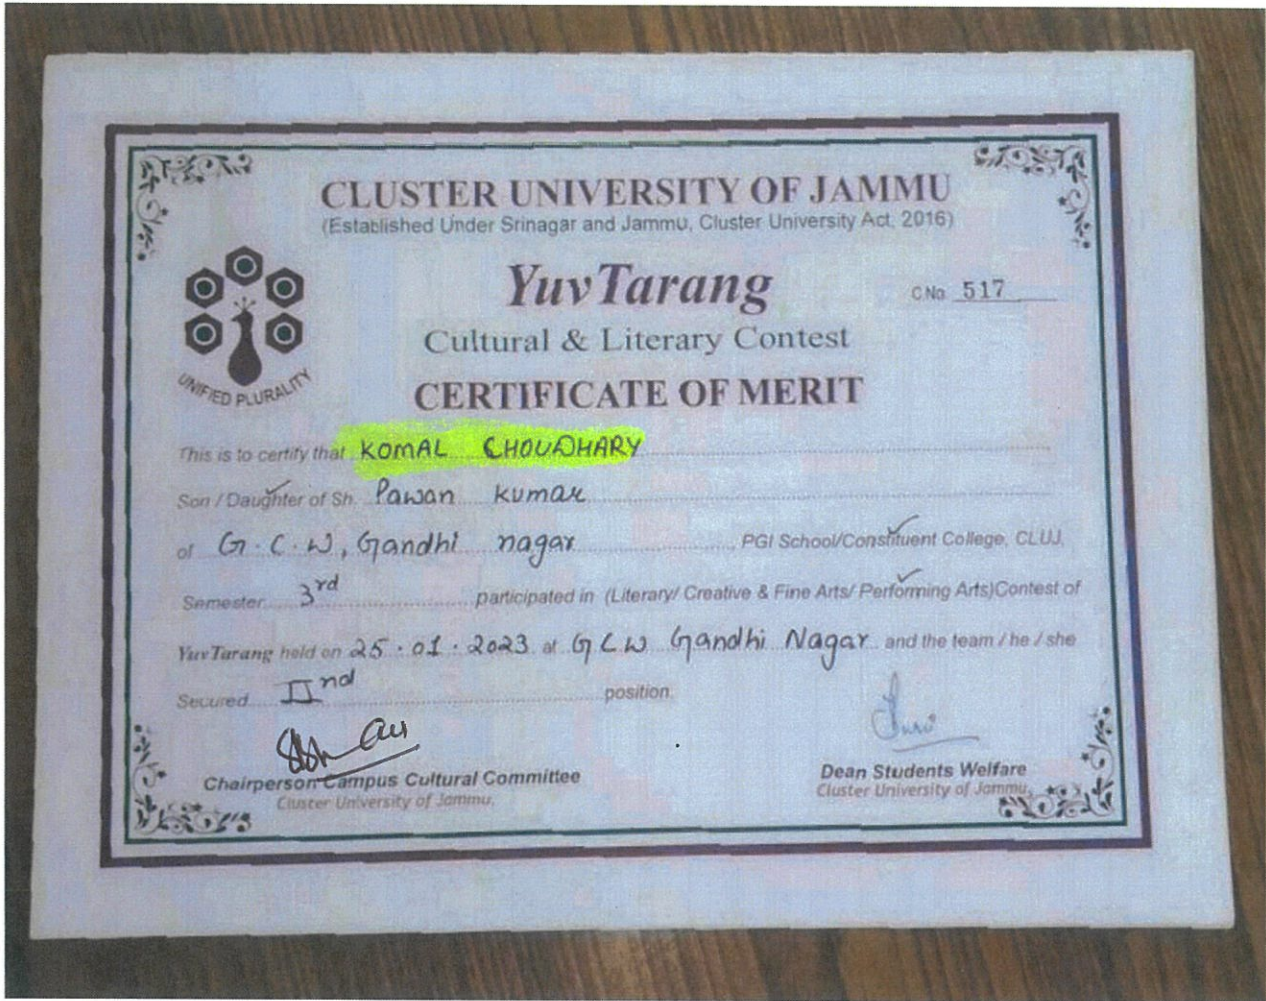 CLUSTER UNIVERSITY OF JAMMU
(Established Under Srinagar and Jammu, Cluster University Act, 2016)
YuvTarang
C.No. 517
Cultural & Literary Contest
UNIFIED PLURALITY
CERTIFICATE OF MERIT
This is to certify that KOMAL CHOUDHARY
Son / Daughter of Sh. Pawan Kumar
of G.C.W, Gandhi nagar PGI School/Constituent College, CLUJ,
Semester 3rd participated in (Literary/ Creative & Fine Arts/ Performing Arts)Contest of
YuvTarang held on 25.01.2023 at GCW Gandhi Nagar and the team / he / she
Secured IInd position.
Chairperson Campus Cultural Committee
Cluster University of Jammu,
Dean Students Welfare
Cluster University of Jammu,